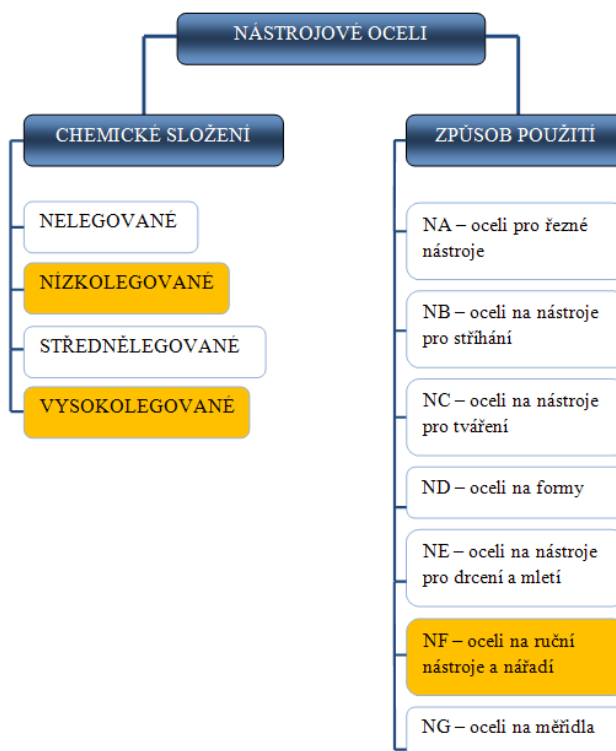 NÁSTROJOVÉ OCELI
CHEMICKÉ SLOŽENÍ
NELEGOVANÉ
NÍZKOLEGOVANÉ
STŘEDNĚLEGOVANÉ
VYSOKOLEGOVANÉ
ZPŮSOB POUŽITÍ
NA – oceli pro řezné
nástroje
NB – oceli na nástroje
pro stříhání
NC – oceli na nástroje
pro tváření
ND – oceli na formy
NE – oceli na nástroje
pro drcení a mletí
NF – oceli na ruční
nástroje a nářadí
NG – oceli na měřidla